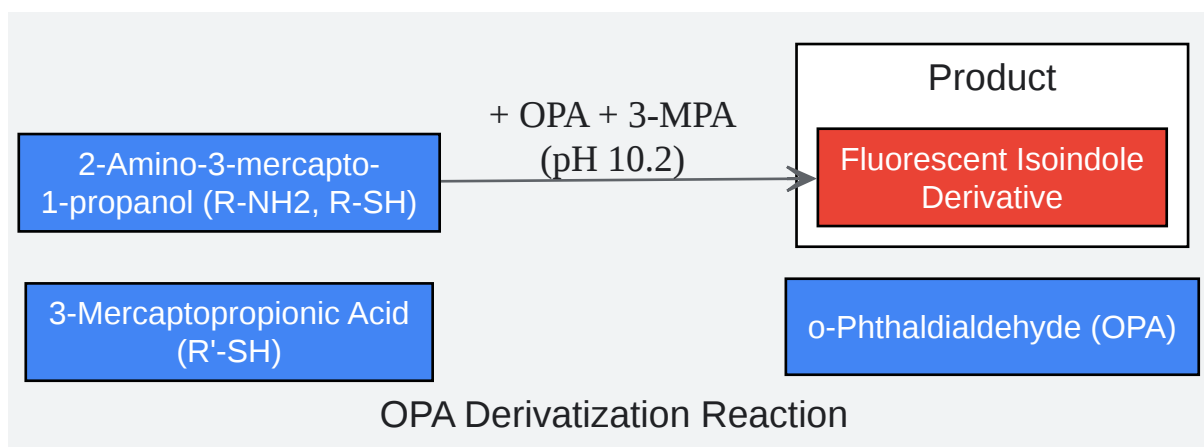 2-Amino-3-mercapto-
1-propanol (R-NH2, R-SH)
+ OPA + 3-MPA
(pH 10.2)
Product
Fluorescent Isoindole
Derivative
3-Mercaptopropionic Acid
(R'-SH)
o-Phthaldialdehyde (OPA)
OPA Derivatization Reaction